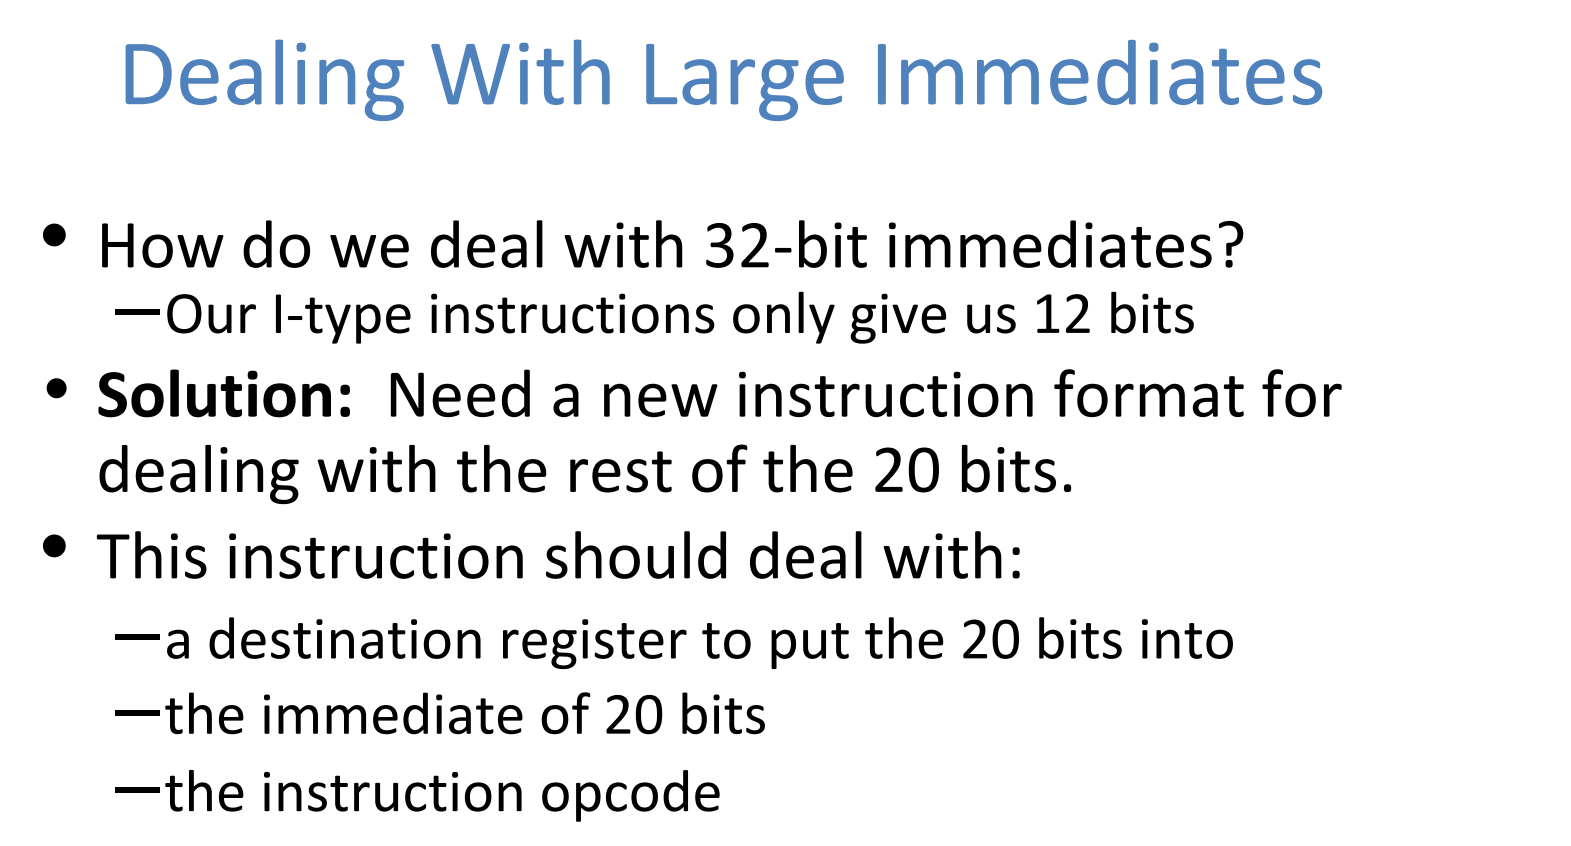 Dealing With Large Immediates
• How do we deal with 32-bit immediates?
—Our I-type instructions only give us 12 bits
• Solution: Need a new instruction format for
dealing with the rest of the 20 bits.
• This instruction should deal with:
—a destination register to put the 20 bits into
—the immediate of 20 bits
—the instruction opcode